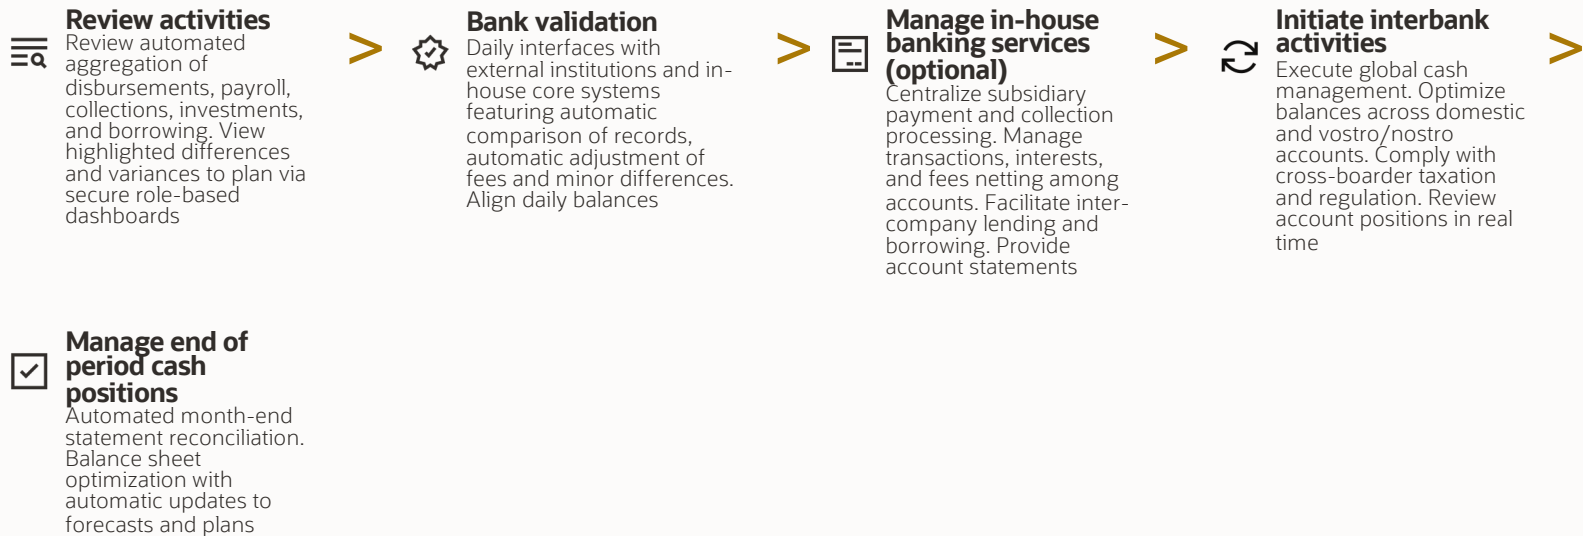 Review activities
Review automated
aggregation of
disbursements, payroll,
collections, investments,
and borrowing. View
highlighted differences
and variances to plan via
secure role-based
dashboards
>
Bank validation
Daily interfaces with
external institutions and in-
house core systems
featuring automatic
comparison of records,
automatic adjustment of
fees and minor differences.
Align daily balances
>
Manage in-house
banking services
(optional)
Centralize subsidiary
payment and collection
processing. Manage
transactions, interests,
and fees netting among
accounts. Facilitate inter-
company lending and
borrowing. Provide
account statements
>
Initiate interbank
activities
Execute global cash
management. Optimize
balances across domestic
and vostro/nostro
accounts. Comply with
cross-boarder taxation
and regulation. Review
account positions in real
time
>
Manage end of
period cash
positions
Automated month-end
statement reconciliation.
Balance sheet
optimization with
automatic updates to
forecasts and plans